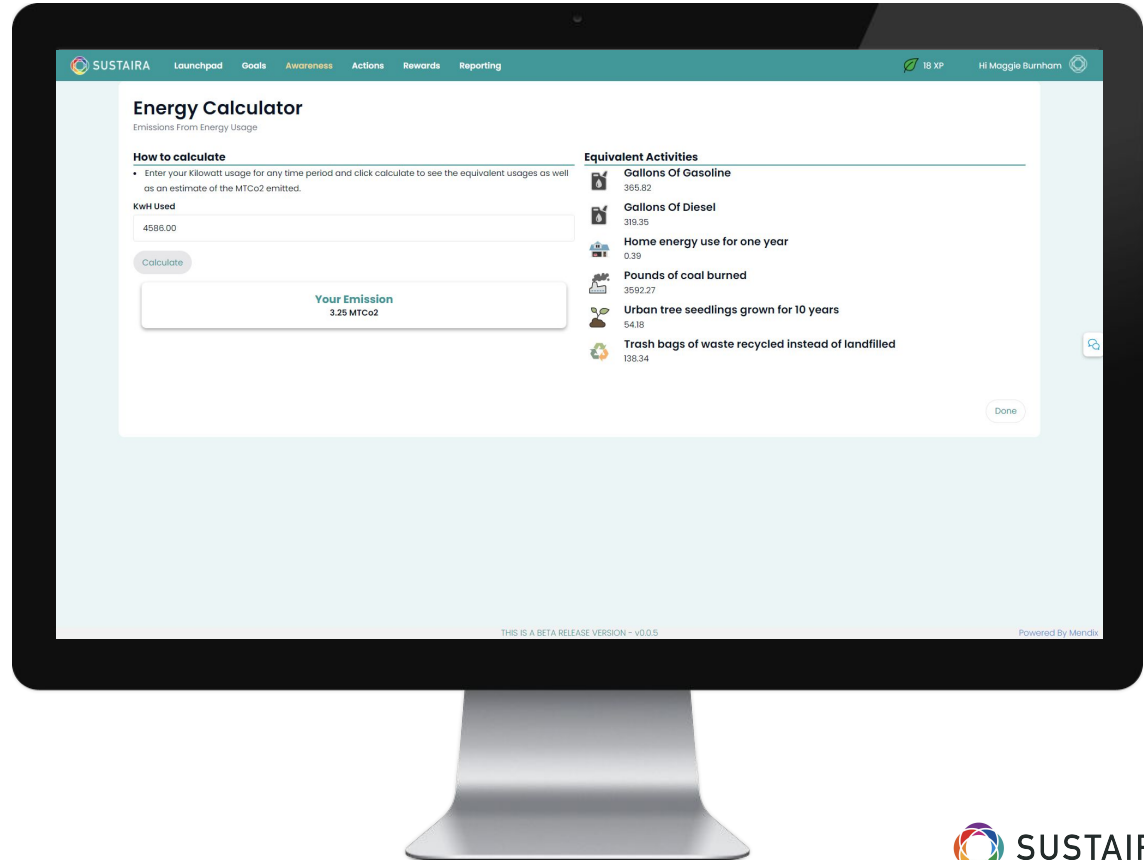 SUSTAIRA Launchpad Goals Awareness Actions Rewards Reporting 18 XP Hi Maggie Burnham
Energy Calculator
Emissions From Energy Usage
How to calculate
• Enter your Kilowatt usage for any time period and click calculate to see the equivalent usages as well
as an estimate of the MTCo2 emitted.
KwH Used
4586.00
Calculate
Your Emission
3.25 MTCo2
Equivalent Activities
Gallons Of Gasoline
365.82
Gallons Of Diesel
319.35
Home energy use for one year
0.39
Pounds of coal burned
3592.27
Urban tree seedlings grown for 10 years
54.18
Trash bags of waste recycled instead of landfilled
138.34
Done
THIS IS A BETA RELEASE VERSION - v0.0.5 Powered By Mendix